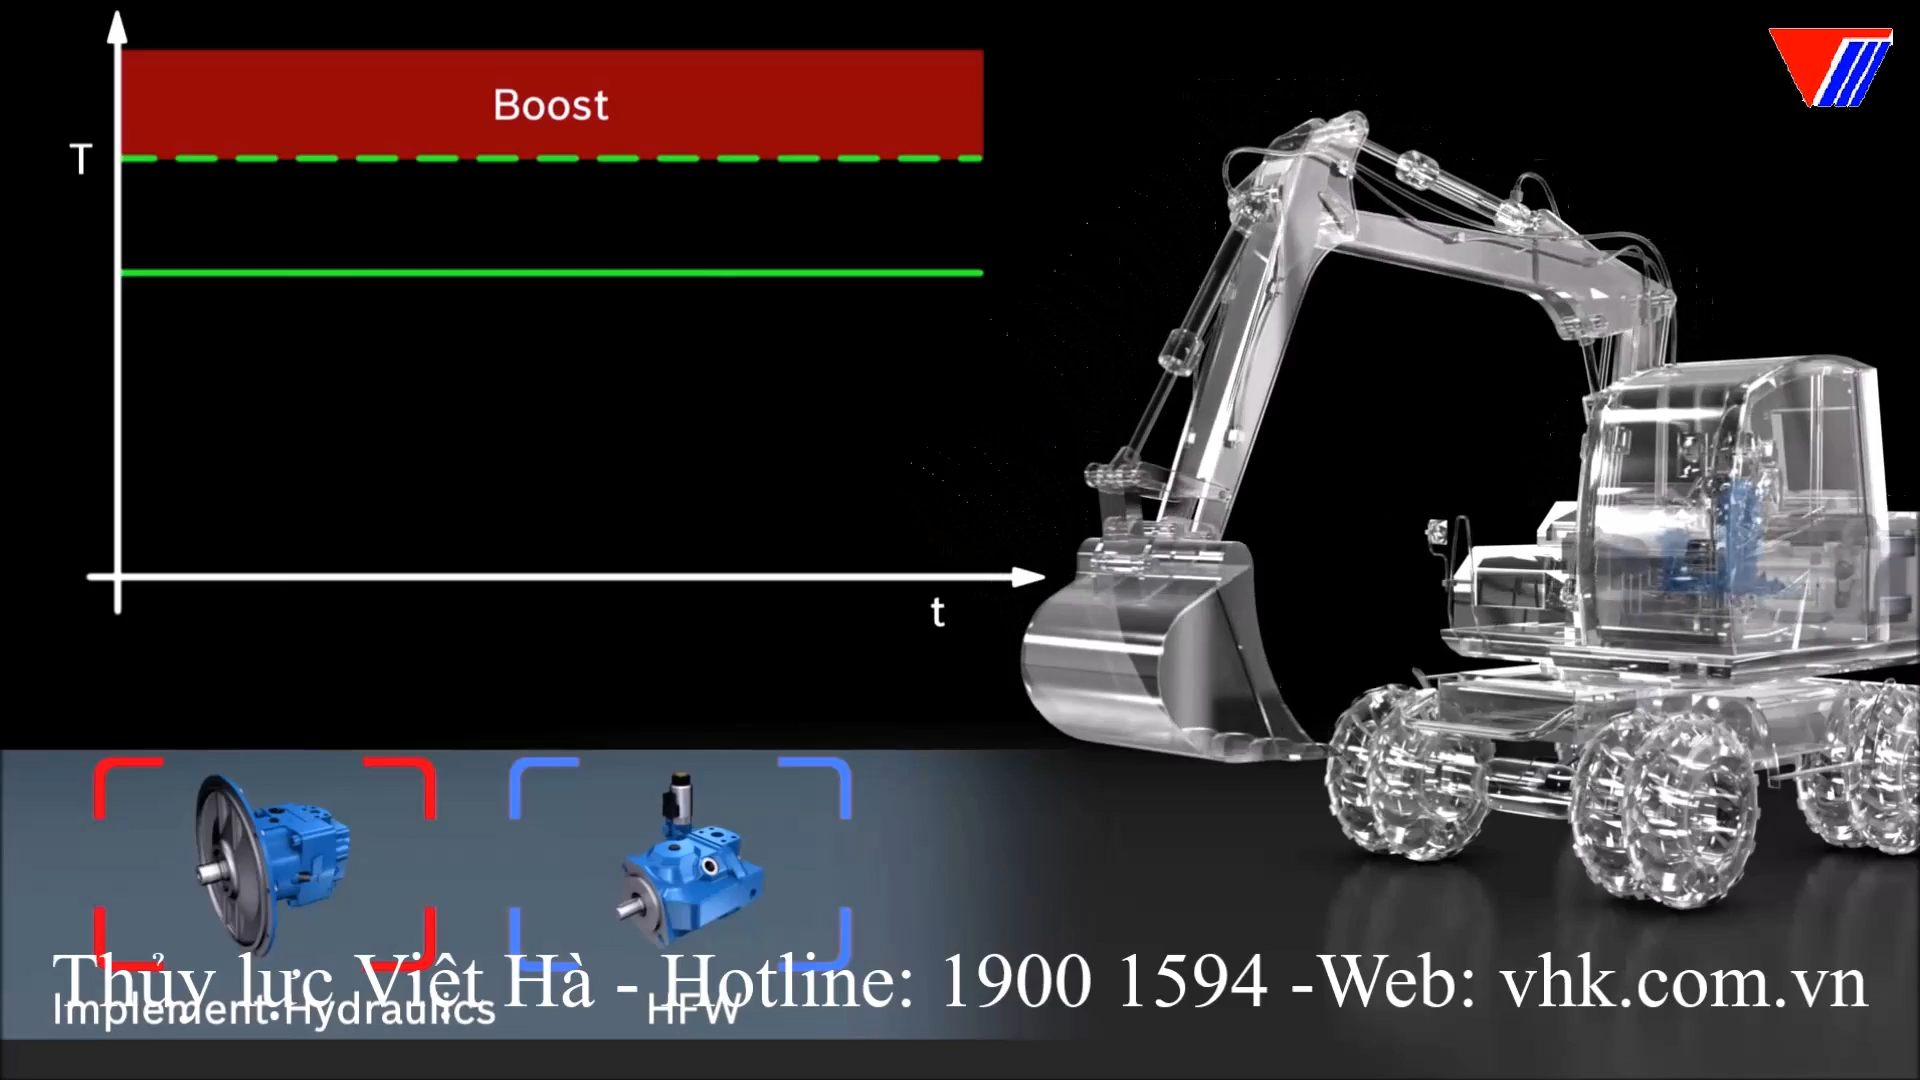 Boost
T
t
Thủy lực Việt Hà - Hotline: 1900 1594 -Web: vhk.com.vn
Implement Hydraulics
HFW